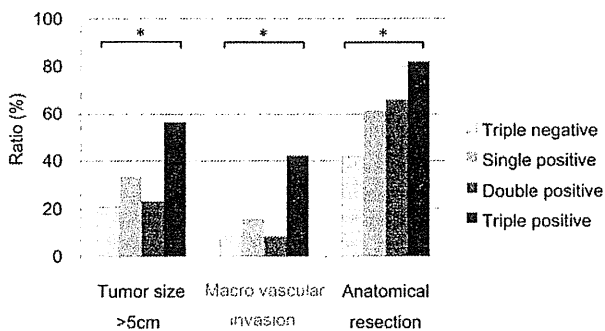 100
80
60
40
20
0
Ratio (%)
*
*
*
Triple negative
Single positive
Double positive
Triple positive
Tumor size
>5cm
Macro vascular
invasion
Anatomical
resection